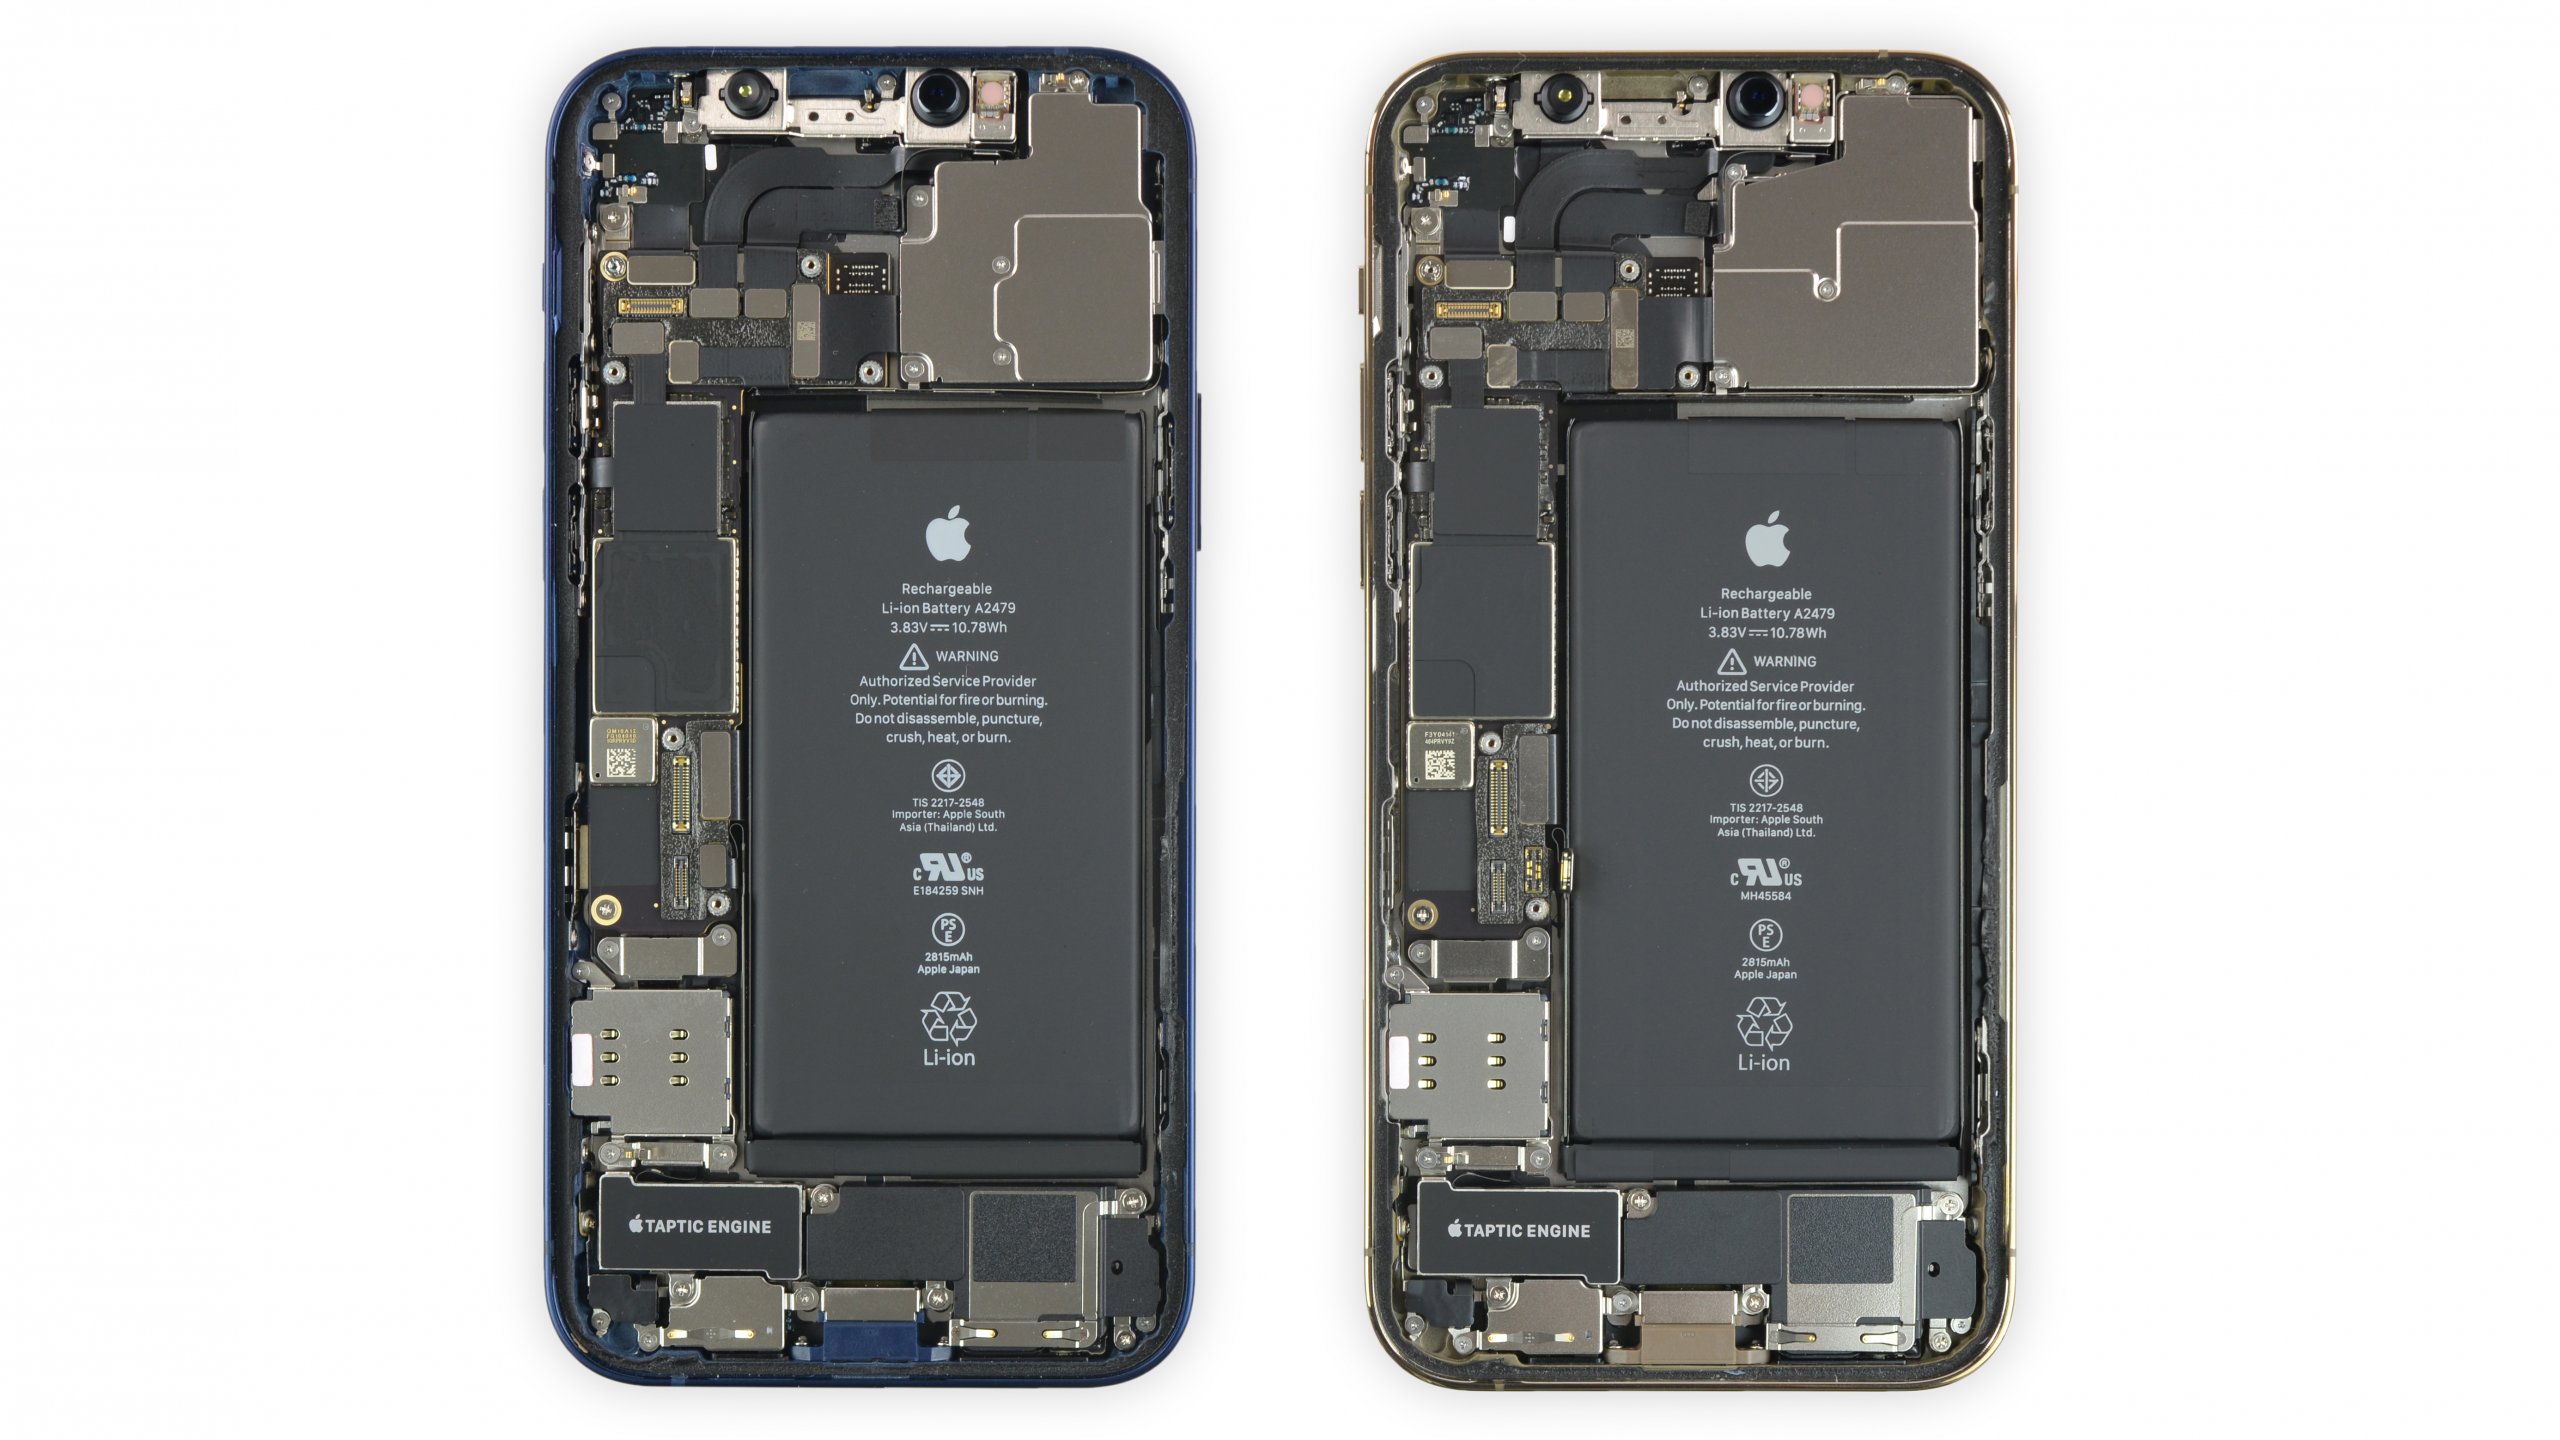 Rechargeable
Li-ion Battery A2479
3.83V 10.78Wh
WARNING
Authorized Service Provider
Only. Potential for fire or burning.
Do not disassemble, puncture,
crush, heat, or burn.
TIS 2217-2548
Importer: Apple South
Asia (Thailand) Ltd.
c RU® US
E184259 SNH
PS
E
2815mAh
Apple Japan
Li-ion
TAPTIC ENGINE
Rechargeable
Li-ion Battery A2479
3.83V 10.78Wh
WARNING
Authorized Service Provider
Only. Potential for fire or burning.
Do not disassemble, puncture,
crush, heat, or burn.
TIS 2217-2548
Importer: Apple South
Asia (Thailand) Ltd.
c RU® US
MH45584
PS
E
2815mAh
Apple Japan
Li-ion
TAPTIC ENGINE